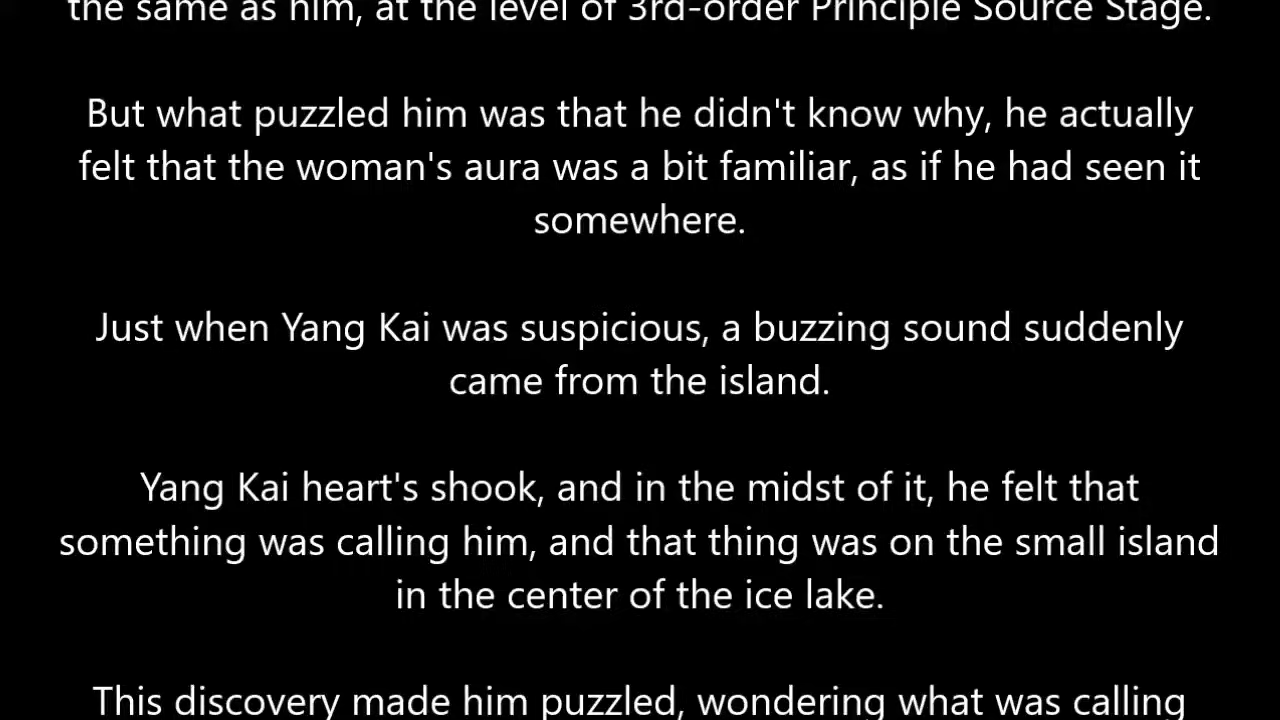 the same as him, at the level of 3rd-order Principle Source Stage.
But what puzzled him was that he didn't know why, he actually
felt that the woman's aura was a bit familiar, as if he had seen it
somewhere.
Just when Yang Kai was suspicious, a buzzing sound suddenly
came from the island.
Yang Kai heart's shook, and in the midst of it, he felt that
something was calling him, and that thing was on the small island
in the center of the ice lake.
This discovery made him puzzled, wondering what was calling